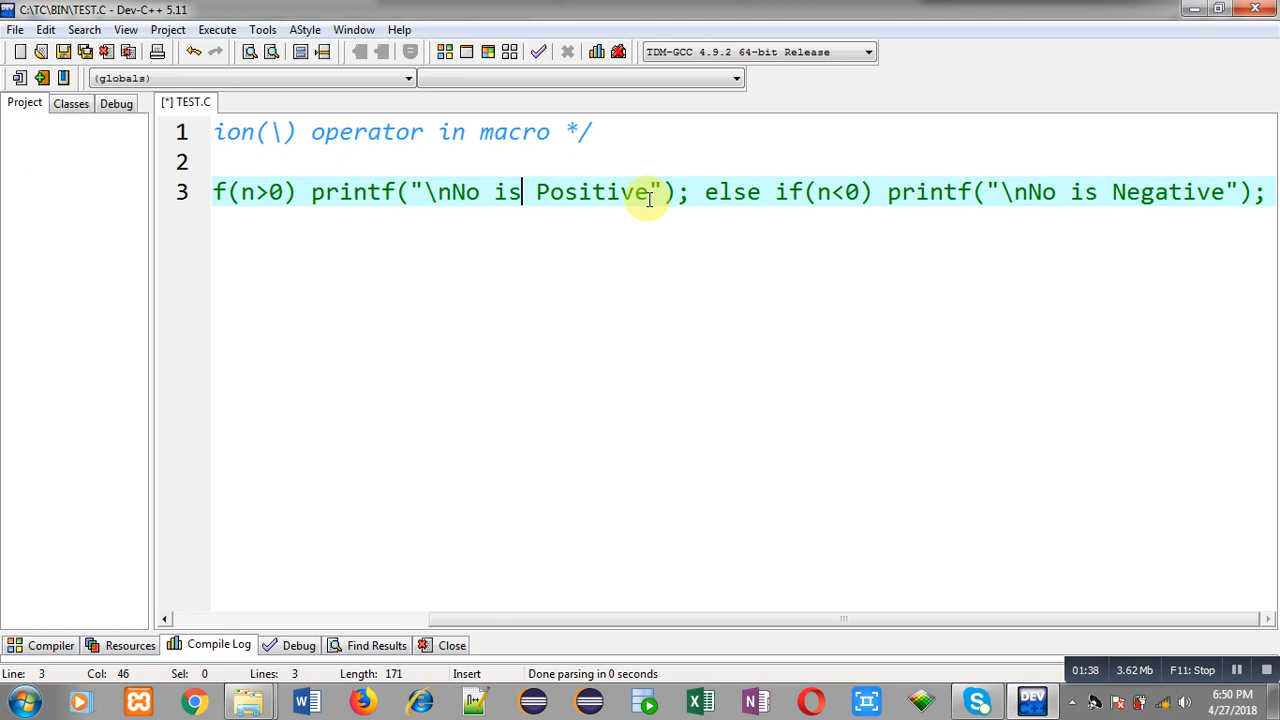 C:\TC\BIN\TEST.C - Dev-C++ 5.11
File Edit Search View Project Execute Tools AStyle Window Help
TDM-GCC 4.9.2 64-bit Release
(globals)
Project Classes Debug [*] TEST.C
1 ion(\) operator in macro */
2
3 f(n>0) printf("\nNo is Positive"); else if(n<0) printf("\nNo is Negative");
Compiler Resources Compile Log Debug Find Results Close
Line: 3 Col: 46 Sel: 0 Lines: 3 Length: 171 Insert Done parsing in 0 seconds
01:38 3.62 Mb F11: Stop
6:50 PM
4/27/2018